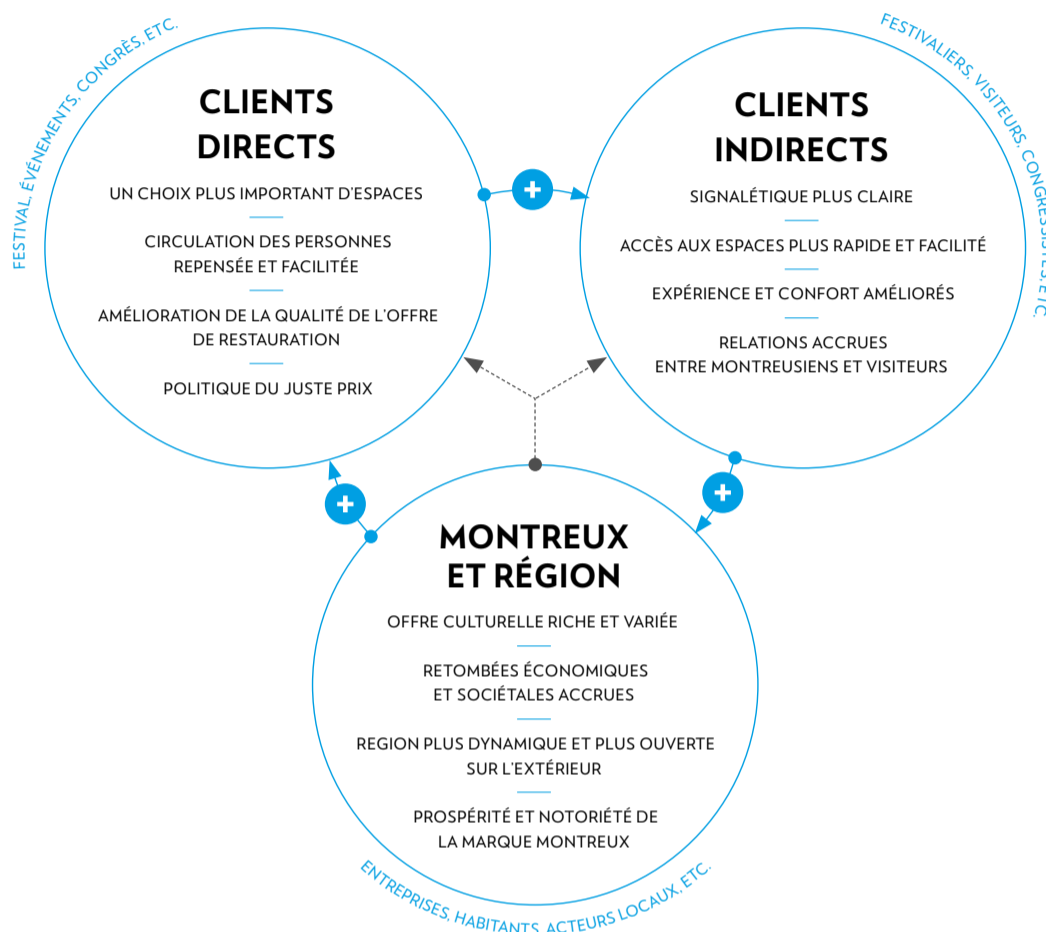 FESTIVAL, ÉVÉNEMENTS, CONGRÈS, ETC.
CLIENTS
DIRECTS
UN CHOIX PLUS IMPORTANT D'ESPACES
CIRCULATION DES PERSONNES
REPENSÉE ET FACILITÉE
AMÉLIORATION DE LA QUALITÉ DE L'OFFRE
DE RESTAURATION
POLITIQUE DU JUSTE PRIX
+
FESTIVALIERS, VISITEURS, CONGRESSISTES, ETC.
CLIENTS
INDIRECTS
SIGNALÉTIQUE PLUS CLAIRE
ACCÈS AUX ESPACES PLUS RAPIDE ET FACILITÉ
EXPÉRIENCE ET CONFORT AMÉLIORÉS
RELATIONS ACCRUES
ENTRE MONTREUSIENS ET VISITEURS
+
+
MONTREUX
ET RÉGION
OFFRE CULTURELLE RICHE ET VARIÉE
RETOMBÉES ÉCONOMIQUES
ET SOCIÉTALES ACCRUES
REGION PLUS DYNAMIQUE ET PLUS OUVERTE
SUR L'EXTÉRIEUR
PROSPÉRITÉ ET NOTORIÉTÉ DE
LA MARQUE MONTREUX
ENTREPRISES, HABITANTS, ACTEURS LOCAUX, ETC.